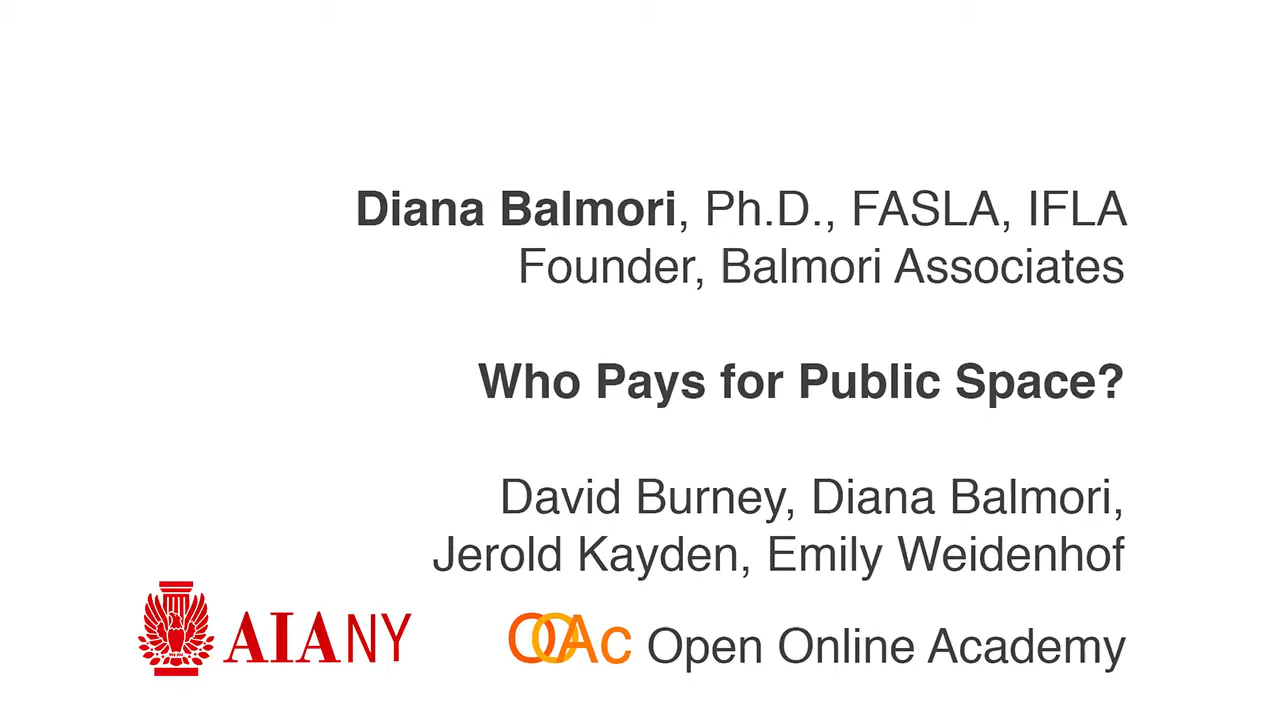 Diana Balmori, Ph.D., FASLA, IFLA
Founder, Balmori Associates
Who Pays for Public Space?
David Burney, Diana Balmori,
Jerold Kayden, Emily Weidenhof
AIANY OOAc Open Online Academy